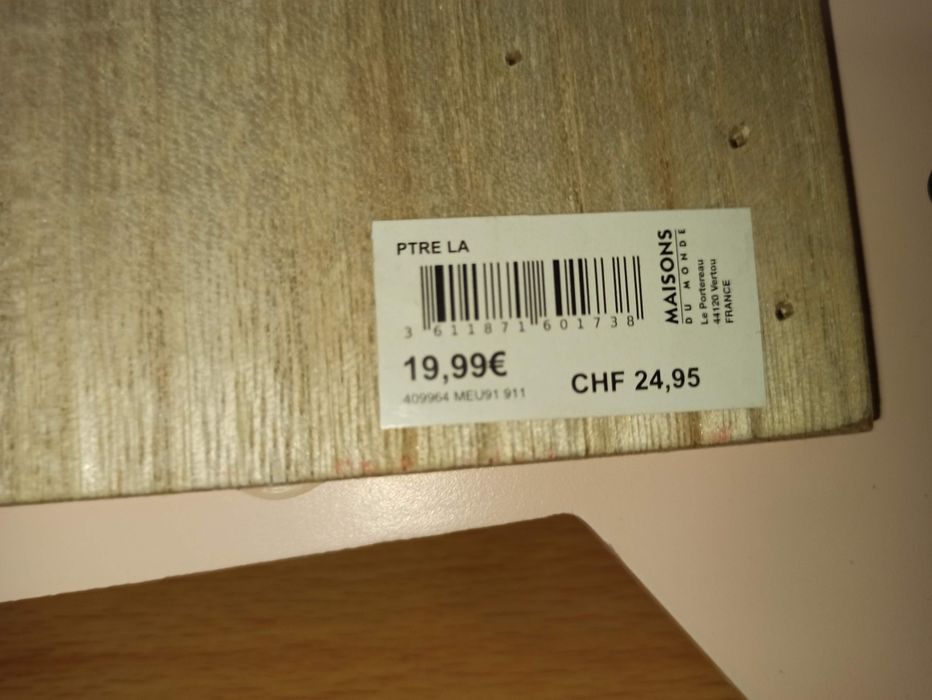 PTRE LA
3 611871 601738
19,99€
CHF 24,95
409964 MEU91 911
MAISONS
DU MONDE
Le Portereau
44120 Vertou
FRANCE